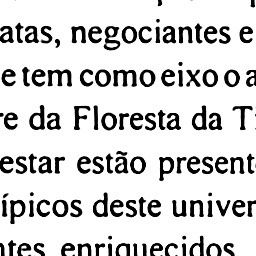 atas, negociantes e
e tem como eixo o a
re da Floresta da T
estar estão present
ípicos deste univer
ntes enriquecidos